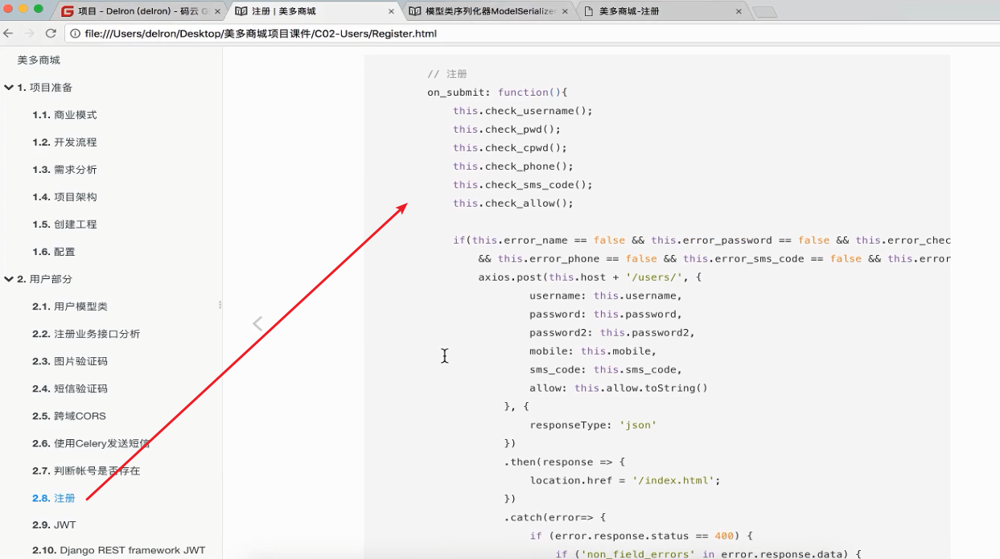 项目 - Delron (delron) - 码云 G
注册 | 美多商城
模型类序列化器ModelSerializer
美多商城-注册
file:///Users/delron/Desktop/美多商城项目课件/C02-Users/Register.html
美多商城
1. 项目准备
1.1. 商业模式
1.2. 开发流程
1.3. 需求分析
1.4. 项目架构
1.5. 创建工程
1.6. 配置
2. 用户部分
2.1. 用户模型类
2.2. 注册业务接口分析
2.3. 图片验证码
2.4. 短信验证码
2.5. 跨域CORS
2.6. 使用Celery发送短信
2.7. 判断帐号是否存在
2.8. 注册
2.9. JWT
2.10. Django REST framework JWT
// 注册
on_submit: function(){
this.check_username();
this.check_pwd();
this.check_cpwd();
this.check_phone();
this.check_sms_code();
this.check_allow();
if(this.error_name == false && this.error_password == false && this.error_chec
&& this.error_phone == false && this.error_sms_code == false && this.error
axios.post(this.host + '/users/', {
username: this.username,
password: this.password,
password2: this.password2,
mobile: this.mobile,
sms_code: this.sms_code,
allow: this.allow.toString()
}, {
responseType: 'json'
})
.then(response => {
location.href = '/index.html';
})
.catch(error=> {
if (error.response.status == 400) {
if ('non_field_errors' in error.response.data) {